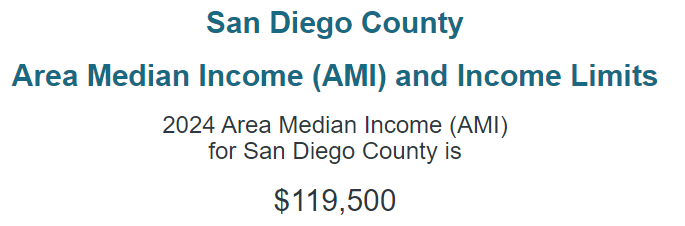 San Diego County
Area Median Income (AMI) and Income Limits
2024 Area Median Income (AMI)
for San Diego County is
$119,500